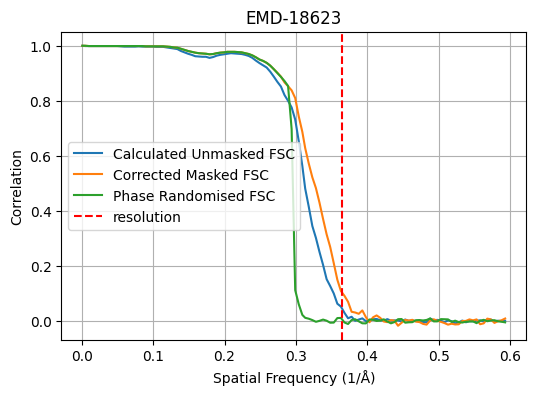 EMD-18623
1.0
0.8
0.6
0.4
0.2
0.0
Correlation
Calculated Unmasked FSC
Corrected Masked FSC
Phase Randomised FSC
resolution
0.0 0.1 0.2 0.3 0.4 0.5 0.6
Spatial Frequency (1/Å)